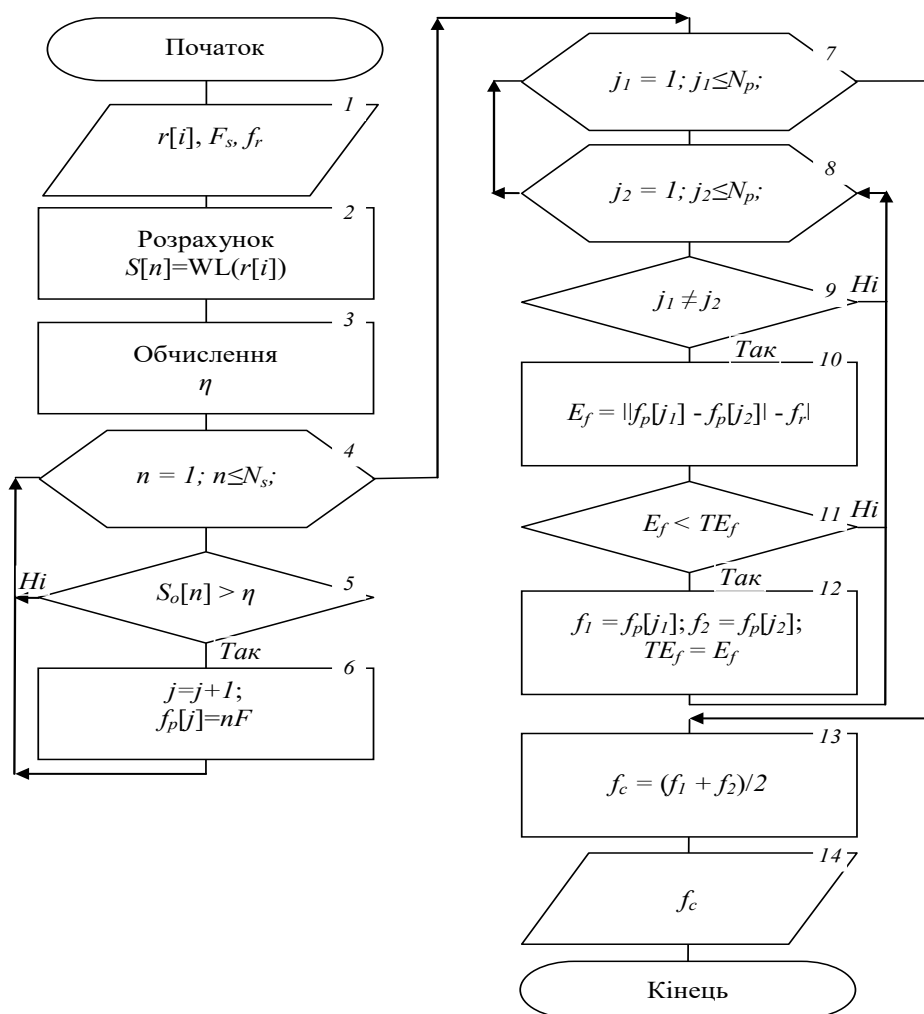 Початок
1
r[i], Fs, fr
2
Розрахунок
S[n]=WL(r[i])
3
Обчислення
η
4
n = 1; n≤Ns;
5
Ні
So[n] > η
Так
6
j=j+1;
fp[j]=nF
7
j1 = 1; j1≤Np;
8
j2 = 1; j2≤Np;
9
Ні
j1 ≠ j2
Так
10
Ef = ||fp[j1] - fp[j2]| - fr|
11
Ні
Ef < TEf
Так
12
f1 = fp[j1]; f2 = fp[j2];
TEf = Ef
13
fc = (f1 + f2)/2
14
fc
Кінець